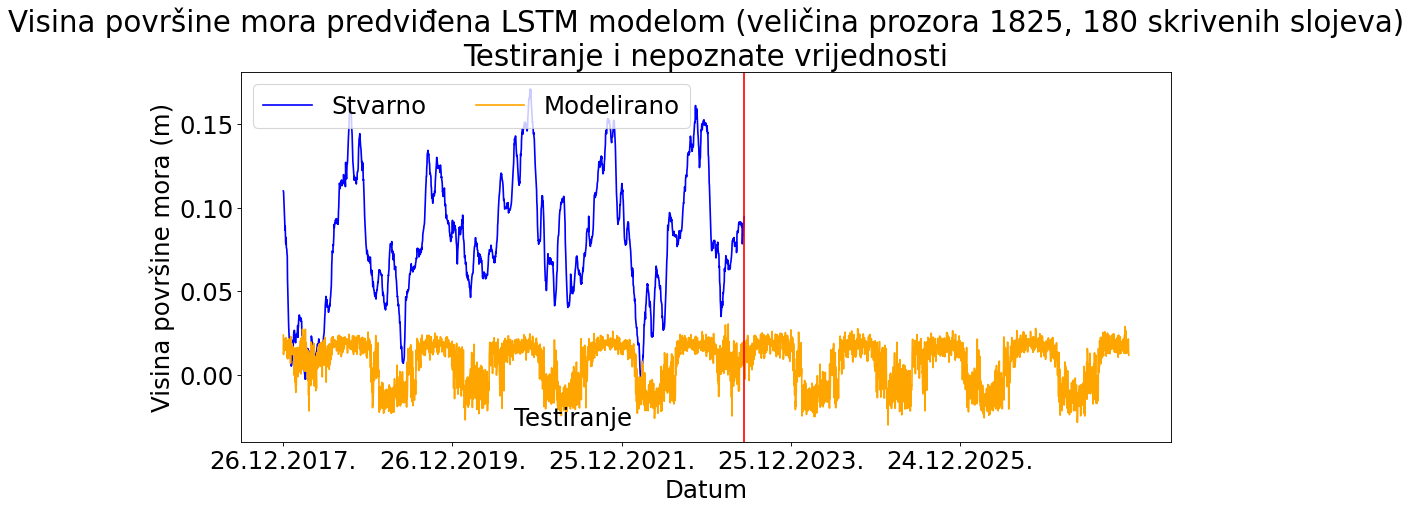 Visina površine mora predviđena LSTM modelom (veličina prozora 1825, 180 skrivenih slojeva)
Testiranje i nepoznate vrijednosti
Stvarno
Modelirano
Visina površine mora (m)
0.15
0.10
0.05
0.00
Testiranje
26.12.2017.
26.12.2019.
25.12.2021.
25.12.2023.
24.12.2025.
Datum